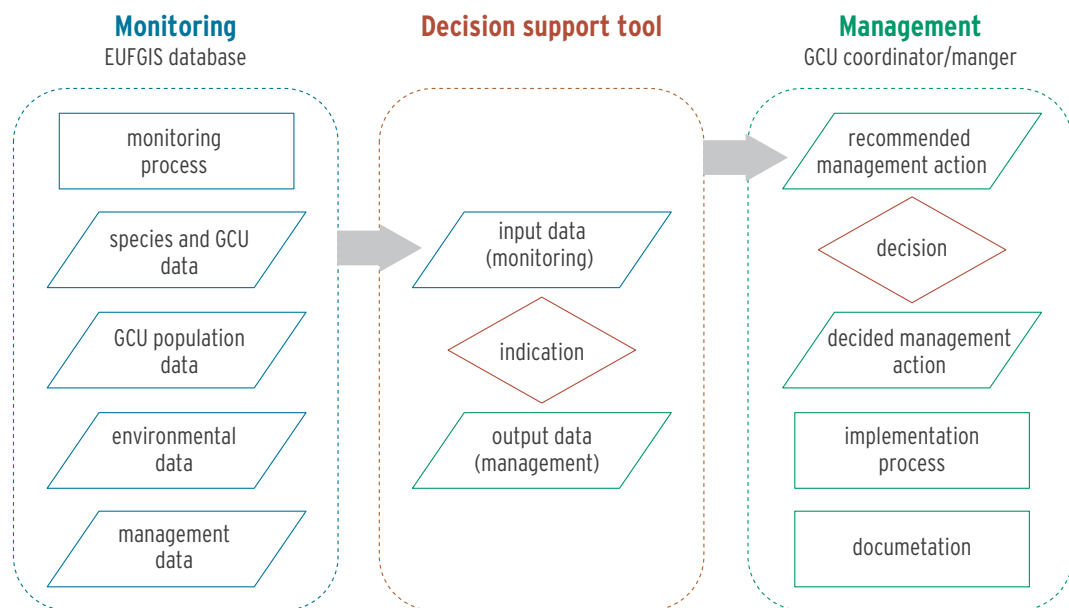 Monitoring
EUFGIS database
monitoring
process
species and GCU
data
GCU population
data
environmental
data
management
data
Decision support tool
input data
(monitoring)
indication
output data
(management)
Management
GCU coordinator/manger
recommended
management action
decision
decided management
action
implementation
process
documetation